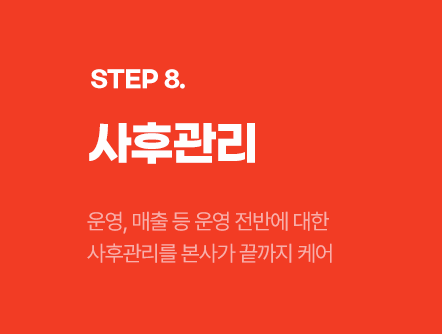 STEP 8.
사후관리
운영, 매출 등 운영 전반에 대한
사후관리를 본사가 끝까지 케어